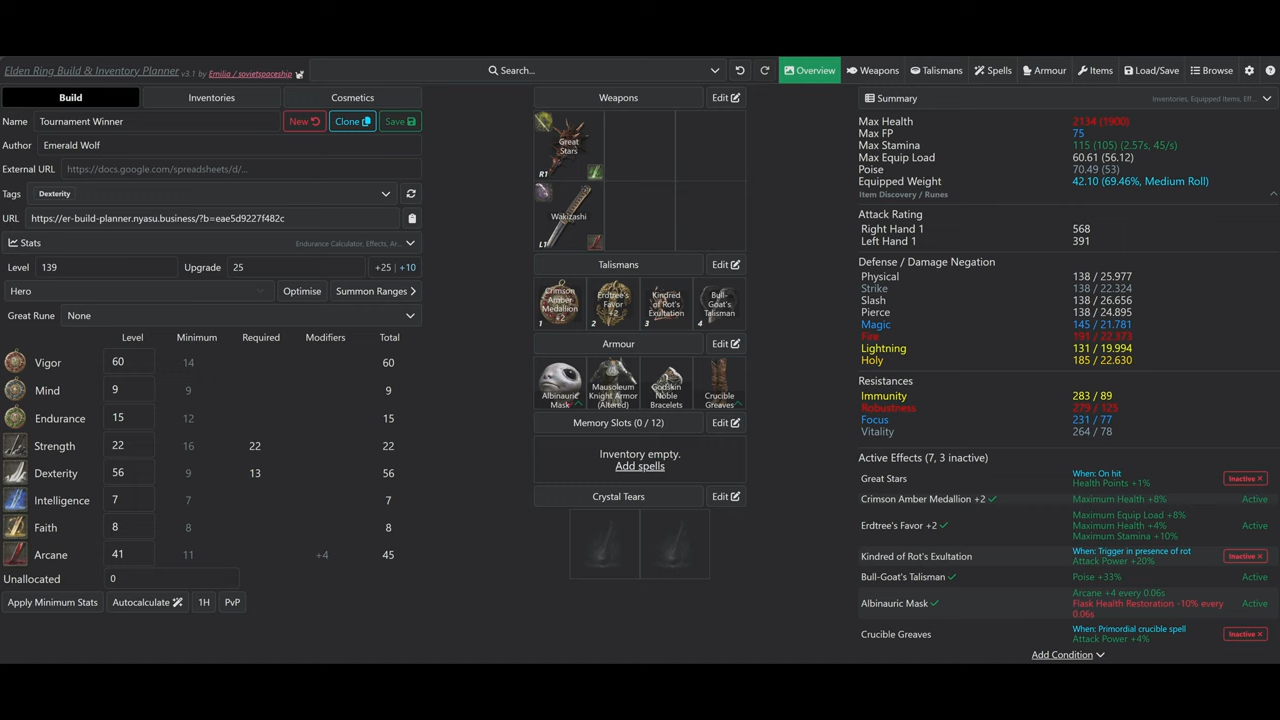 Elden Ring Build & Inventory Planner v3.1 by Emilia / sovietspaceship
Search...
Overview Weapons Talismans Spells Armour Items Load/Save Browse
Build Inventories Cosmetics
Name Tournament Winner New Clone Save
Author Emerald Wolf
External URL https://docs.google.com/spreadsheets/d/...
Tags Dexterity
URL https://er-build-planner.nyasu.business/?b=eae5d9227f482c
Stats Endurance Calculator, Effects, Ar...
Level 139 Upgrade 25 +25 | +10
Hero Optimise Summon Ranges
Great Rune None
Level Minimum Required Modifiers Total
Vigor 60 14 60
Mind 9 9 9
Endurance 15 12 15
Strength 22 16 22 22
Dexterity 56 9 13 56
Intelligence 7 7 7
Faith 8 8 8
Arcane 41 11 +4 45
Unallocated 0
Apply Minimum Stats Autocalculate 1H PvP
Weapons Edit
Great
Stars
R1
Wakizashi
L1
Talismans Edit
Crimson
Amber
Medallion
+2
1
Erdtree's
Favor
+2
2
Kindred
of Rot's
Exultation
3
Bull-
Goat's
Talisman
4
Armour Edit
Albinauric
Mask
Mausoleum
Knight Armor
(Altered)
Godskin
Noble
Bracelets
Crucible
Greaves
Memory Slots (0 / 12) Edit
Inventory empty.
Add spells
Crystal Tears Edit
Summary Inventories, Equipped Items, Eff...
Max Health 2134 (1900)
Max FP 75
Max Stamina 115 (105) (2.57s, 45/s)
Max Equip Load 60.61 (56.12)
Poise 70.49 (53)
Equipped Weight 42.10 (69.46%, Medium Roll)
Item Discovery / Runes
Attack Rating
Right Hand 1 568
Left Hand 1 391
Defense / Damage Negation
Physical 138 / 25.977
Strike 138 / 22.324
Slash 138 / 26.656
Pierce 138 / 24.895
Magic 145 / 21.781
Fire 191 / 22.373
Lightning 131 / 19.994
Holy 185 / 22.630
Resistances
Immunity 283 / 89
Robustness 279 / 125
Focus 231 / 77
Vitality 264 / 78
Active Effects (7, 3 inactive)
Great Stars When: On hit Inactive
Health Points +1%
Crimson Amber Medallion +2 Maximum Health +8% Active
Maximum Equip Load +8%
Erdtree's Favor +2 Maximum Health +4% Active
Maximum Stamina +10%
Kindred of Rot's Exultation When: Trigger in presence of rot Inactive
Attack Power +20%
Bull-Goat's Talisman Poise +33% Active
Arcane +4 every 0.06s
Albinauric Mask Flask Health Restoration -10% every Active
0.06s
Crucible Greaves When: Primordial crucible spell Inactive
Attack Power +4%
Add Condition